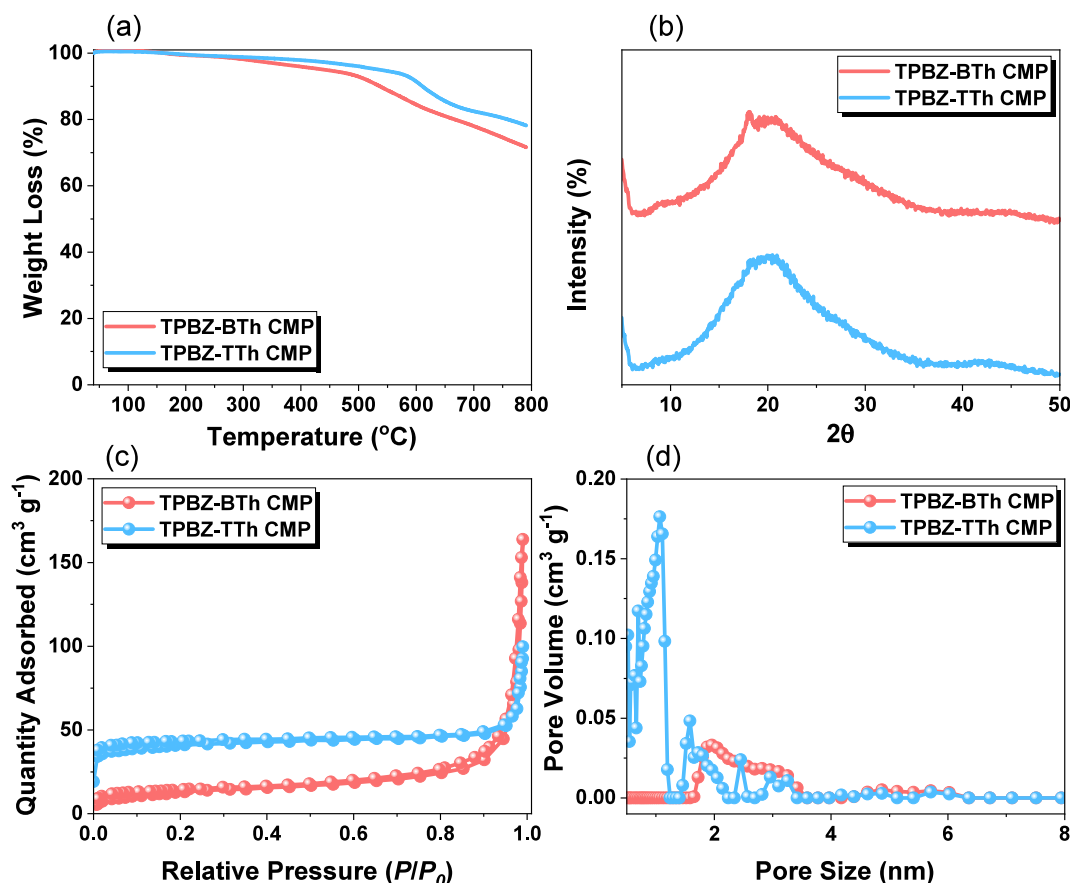 (a)
Weight Loss (%)
100
80
60
40
20
0
TPBZ-BTh CMP
TPBZ-TTh CMP
100 200 300 400 500 600 700 800
Temperature (°C)
(b)
Intensity (%)
TPBZ-BTh CMP
TPBZ-TTh CMP
10 20 30 40 50
2θ
(c)
Quantity Adsorbed (cm³ g⁻¹)
200
150
100
50
0
TPBZ-BTh CMP
TPBZ-TTh CMP
0.0 0.2 0.4 0.6 0.8 1.0
Relative Pressure (P/P₀)
(d)
Pore Volume (cm³ g⁻¹)
0.20
0.15
0.10
0.05
0.00
TPBZ-BTh CMP
TPBZ-TTh CMP
2 4 6 8
Pore Size (nm)